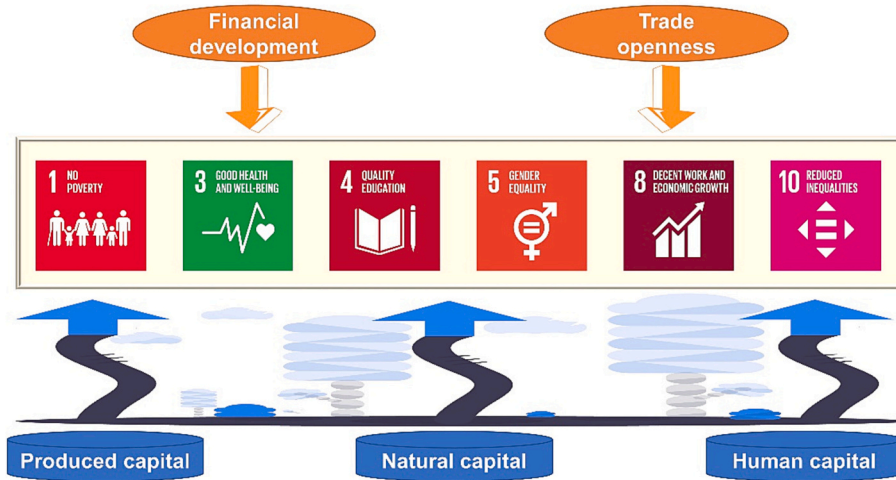 Financial
development
Trade
openness
1 NO
POVERTY
3 GOOD HEALTH
AND WELL-BEING
4 QUALITY
EDUCATION
5 GENDER
EQUALITY
8 DECENT WORK AND
ECONOMIC GROWTH
10 REDUCED
INEQUALITIES
Produced capital
Natural capital
Human capital